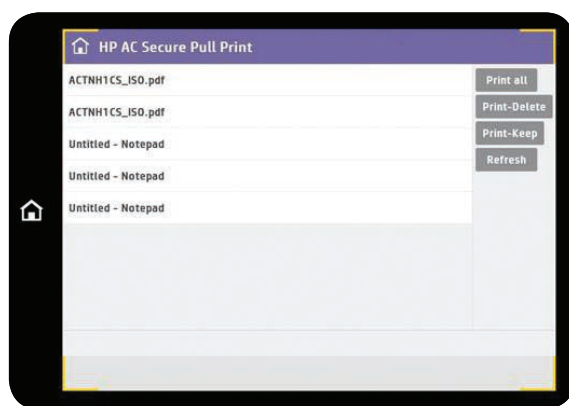 HP AC Secure Pull Print
ACTNH1CS_ISO.pdf
ACTNH1CS_ISO.pdf
Untitled - Notepad
Untitled - Notepad
Untitled - Notepad
Print all
Print-Delete
Print-Keep
Refresh